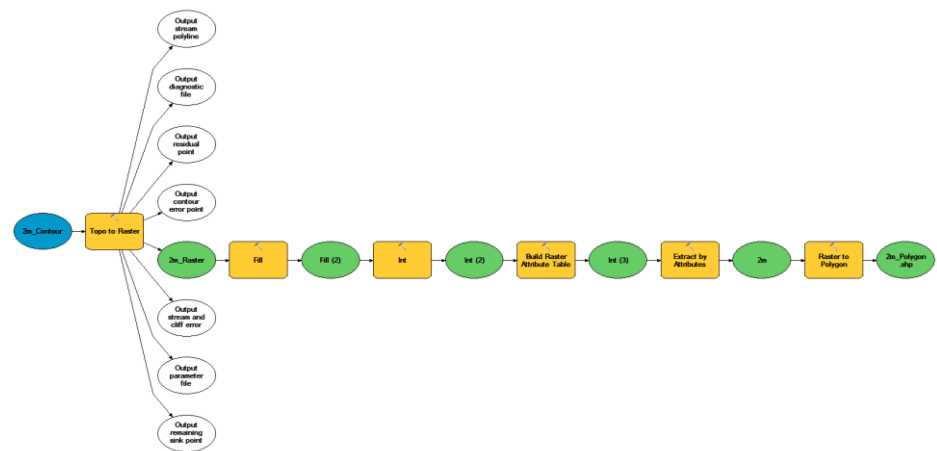 Output
stream
polyline
Output
diagnostic
file
Output
residual
point
Output
contour
error point
2m_Contour
Topo to Raster
2m_Raster
Fill
Fill (2)
Int
Int (2)
Build Raster
Attribute Table
Int (3)
Extract by
Attributes
2m
Raster to
Polygon
2m_Polygon
.shp
Output
stream and
cliff error
Output
parameter
file
Output
remaining
sink point